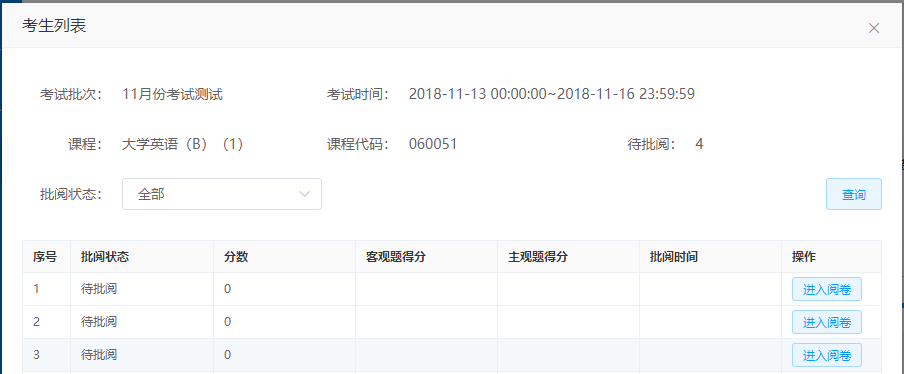 考生列表
考试批次： 11月份考试测试 考试时间： 2018-11-13 00:00:00~2018-11-16 23:59:59
课程： 大学英语（B）（1） 课程代码： 060051 待批阅： 4
批阅状态： 全部 查询
序号 批阅状态 分数 客观题得分 主观题得分 批阅时间 操作
1 待批阅 0 进入阅卷
2 待批阅 0 进入阅卷
3 待批阅 0 进入阅卷